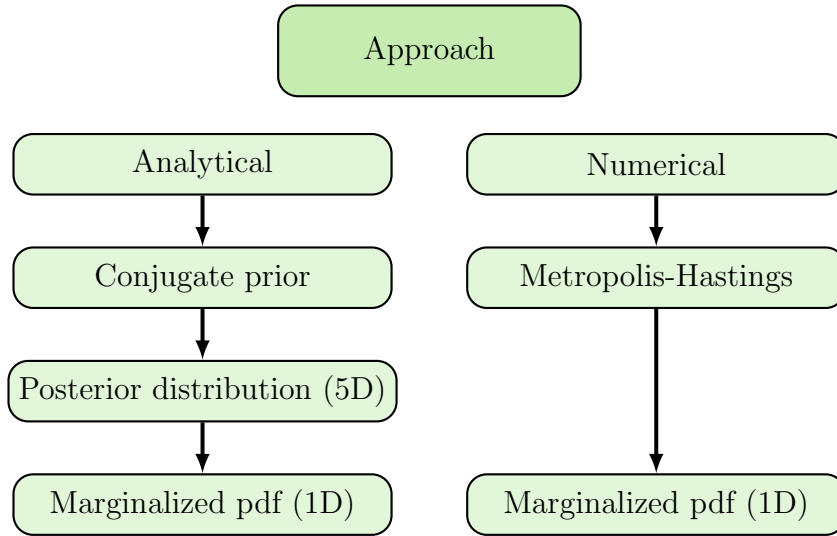 Approach
Analytical
Numerical
Conjugate prior
Metropolis-Hastings
Posterior distribution (5D)
Marginalized pdf (1D)
Marginalized pdf (1D)